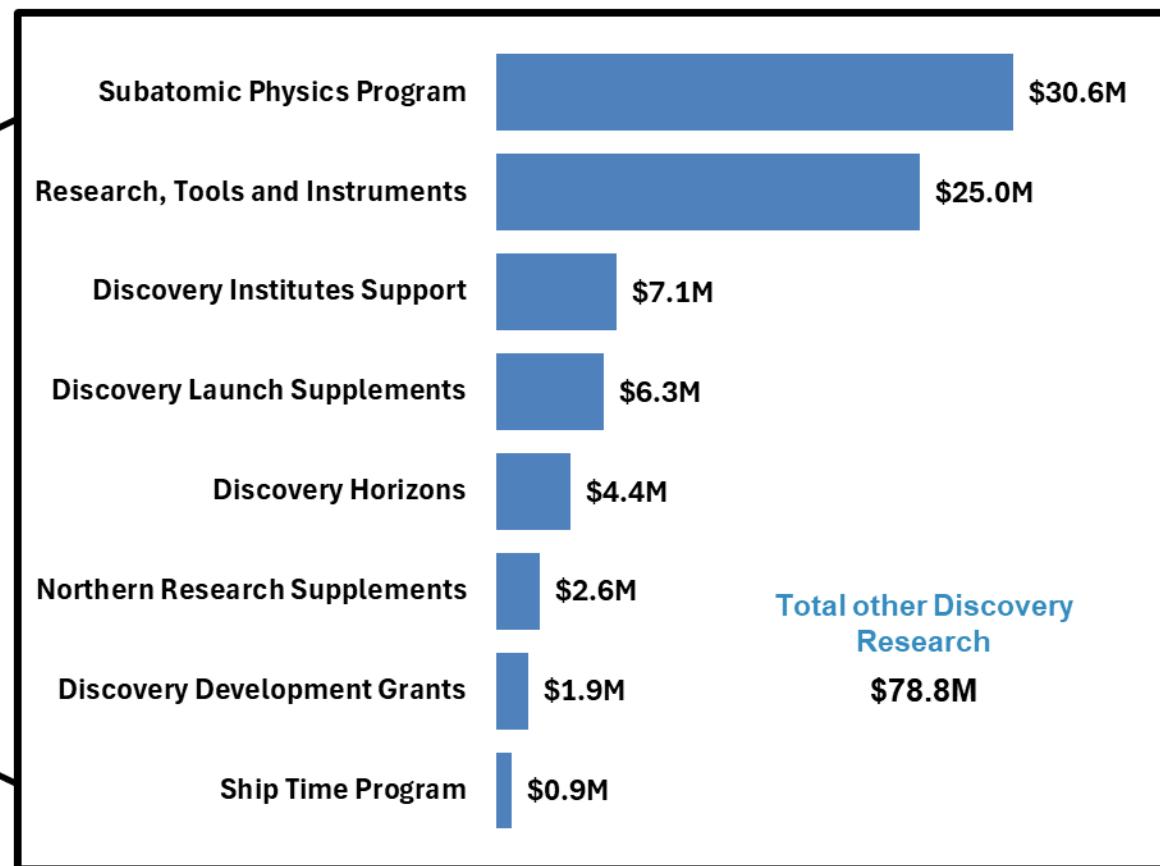 Subatomic Physics Program $30.6M
Research, Tools and Instruments $25.0M
Discovery Institutes Support $7.1M
Discovery Launch Supplements $6.3M
Discovery Horizons $4.4M
Northern Research Supplements $2.6M
Discovery Development Grants $1.9M
Ship Time Program $0.9M
Total other Discovery
Research
$78.8M